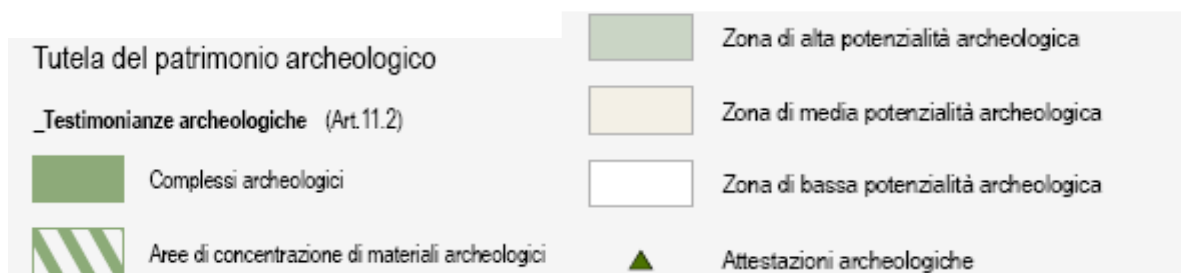 Tutela del patrimonio archeologico
_Testimonianze archeologiche (Art.11.2)
Complessi archeologici
Aree di concentrazione di materiali archeologici
Zona di alta potenzialità archeologica
Zona di media potenzialità archeologica
Zona di bassa potenzialità archeologica
Attestazioni archeologiche